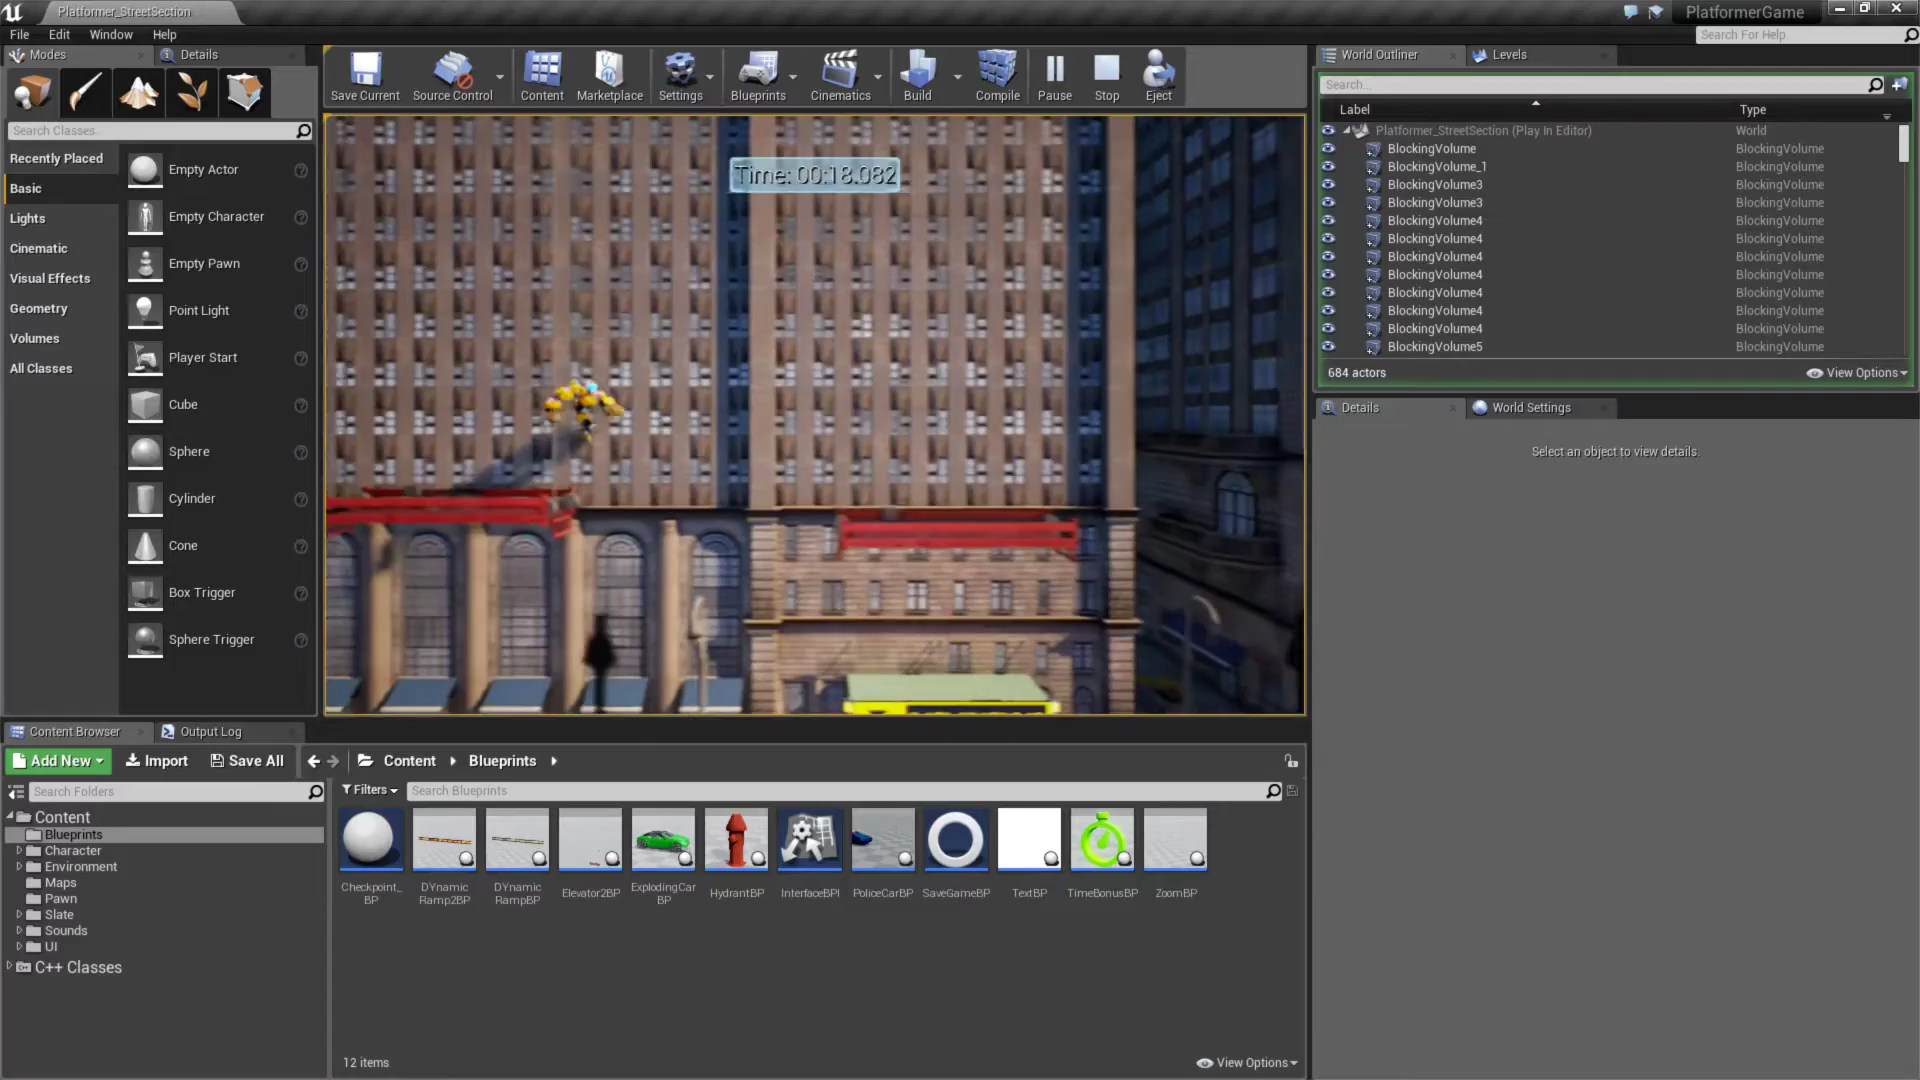 Platformer_StreetSection
PlatformerGame
File Edit Window Help
Search For Help
Modes
Details
Save Current
Source Control
Content
Marketplace
Settings
Blueprints
Cinematics
Build
Compile
Pause
Stop
Eject
Search Classes
Recently Placed
Basic
Lights
Cinematic
Visual Effects
Geometry
Volumes
All Classes
Empty Actor
Empty Character
Empty Pawn
Point Light
Player Start
Cube
Sphere
Cylinder
Cone
Box Trigger
Sphere Trigger
Time: 00:18.082
World Outliner
Levels
Search...
Label Type
Platformer_StreetSection (Play In Editor) World
BlockingVolume BlockingVolume
BlockingVolume_1 BlockingVolume
BlockingVolume3 BlockingVolume
BlockingVolume3 BlockingVolume
BlockingVolume4 BlockingVolume
BlockingVolume4 BlockingVolume
BlockingVolume4 BlockingVolume
BlockingVolume4 BlockingVolume
BlockingVolume4 BlockingVolume
BlockingVolume4 BlockingVolume
BlockingVolume4 BlockingVolume
BlockingVolume5 BlockingVolume
684 actors
View Options
Details
World Settings
Select an object to view details.
Content Browser
Output Log
Add New
Import
Save All
Content
Blueprints
Search Folders
Filters
Search Blueprints
Content
Blueprints
Character
Environment
Maps
Pawn
Slate
Sounds
UI
C++ Classes
Checkpoint_
BP
DYnamic
Ramp2BP
DYnamic
RampBP
Elevator2BP
ExplodingCar
BP
HydrantBP
InterfaceBPI
PoliceCarBP
SaveGameBP
TextBP
TimeBonusBP
ZoomBP
12 items
View Options